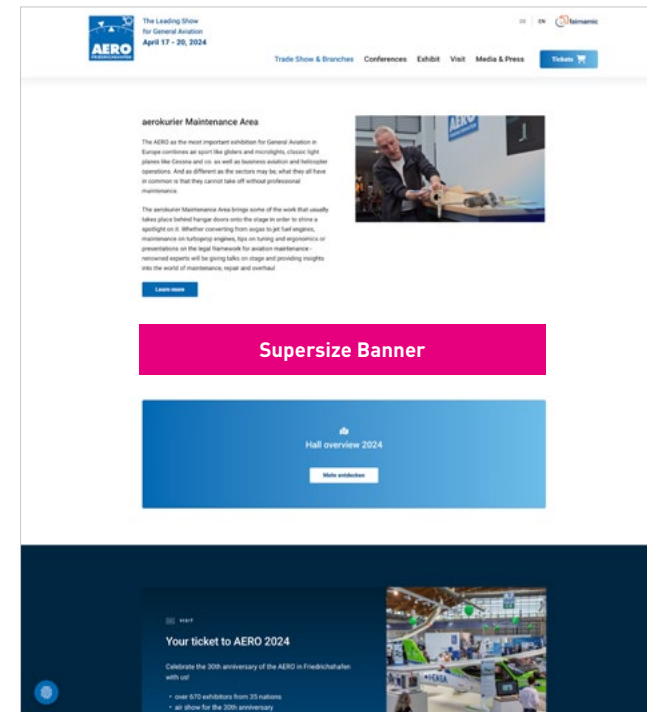 The Leading Show
for General Aviation
April 17 - 20, 2024
DE | EN
fairnamic
AERO
FRIEDRICHSHAFEN
Trade Show & Branches Conferences Exhibit Visit Media & Press Tickets
aerokurier Maintenance Area
The AERO as the most important exhibition for General Aviation in
Europe combines air sport like gliders and microlights, classic light
planes like Cessna and co. as well as business aviation and helicopter
operations. And as different as the sectors may be, what they all have
in common is that they cannot take off without professional
maintenance.
The aerokurier Maintenance Area brings some of the work that usually
takes place behind hangar doors onto the stage in order to shine a
spotlight on it. Whether converting from avgas to jet fuel engines,
maintenance on turboprop engines, tips on tuning and ergonomics or
presentations on the legal framework for aviation maintenance -
renowned experts will be giving talks on stage and providing insights
into the world of maintenance, repair and overhaul
Learn more
AERO
Supersize Banner
Hall overview 2024
Mehr entdecken
VISIT
Your ticket to AERO 2024
Celebrate the 30th anniversary of the AERO in Friedrichshafen
with us!
• over 670 exhibitors from 35 nations
• air show for the 30th anniversary